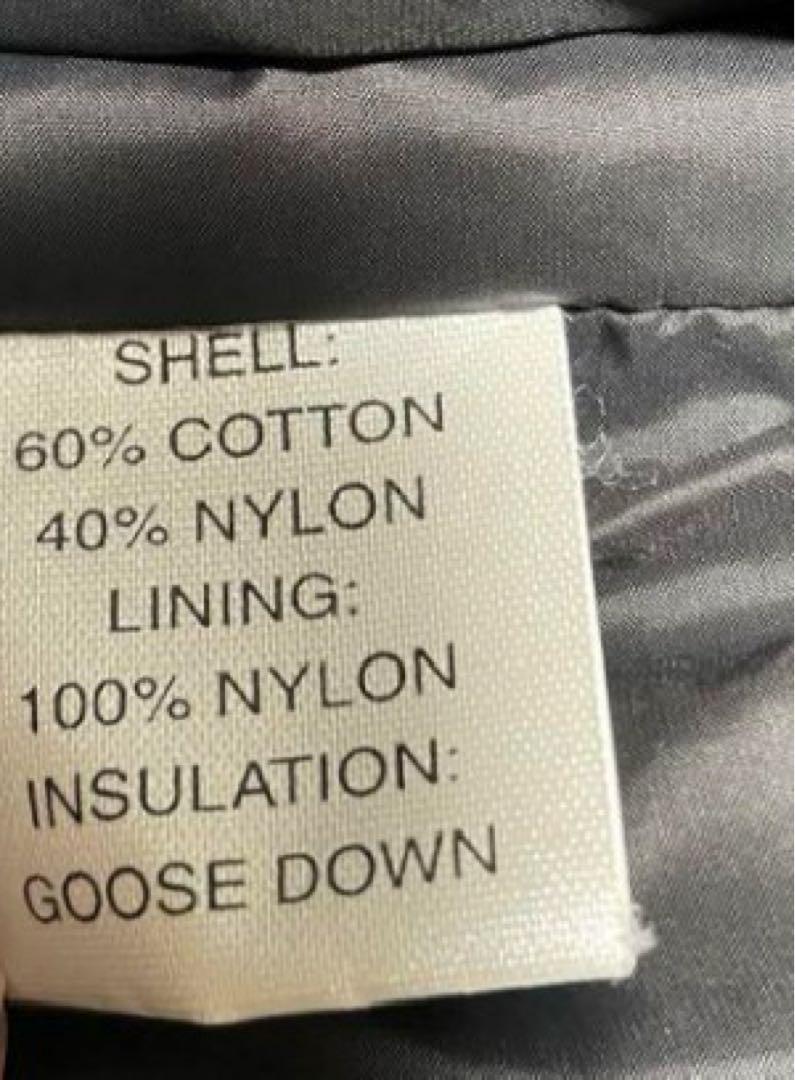 SHELL:
60% COTTON
40% NYLON
LINING:
100% NYLON
INSULATION:
GOOSE DOWN